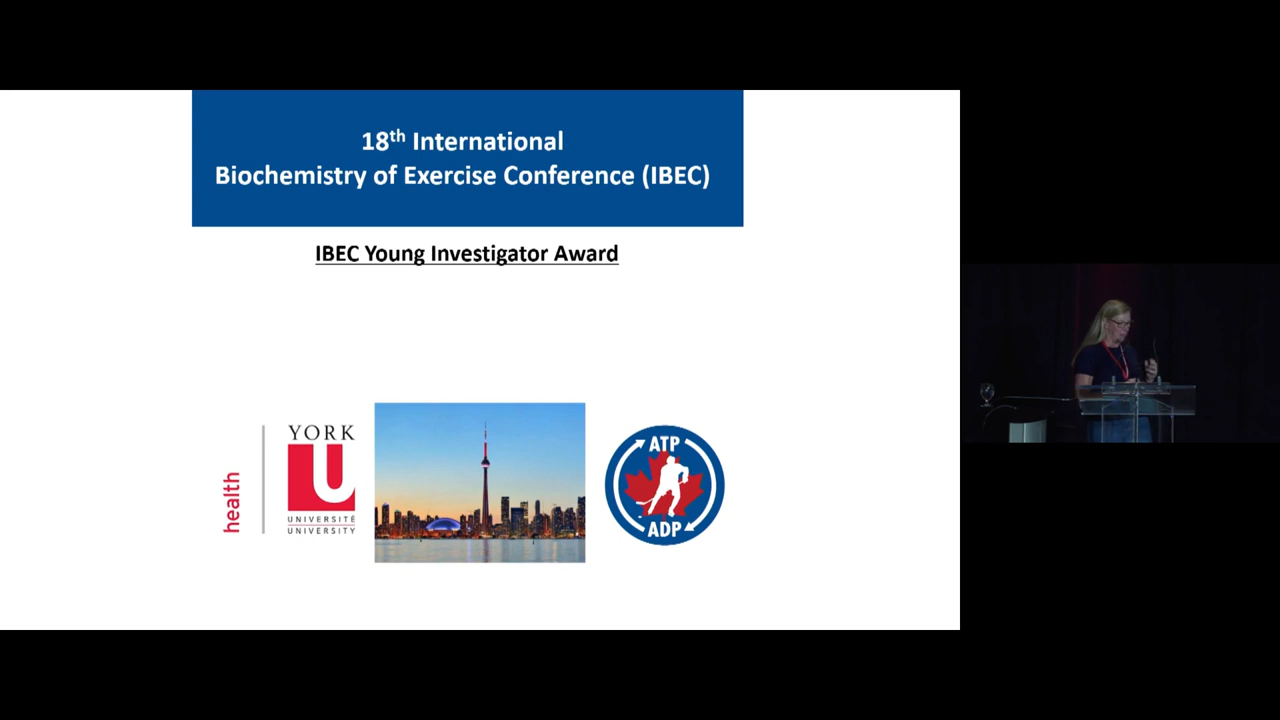 18th International
Biochemistry of Exercise Conference (IBEC)
IBEC Young Investigator Award
health
YORK
U
UNIVERSITÉ
UNIVERSITY
ATP
ADP